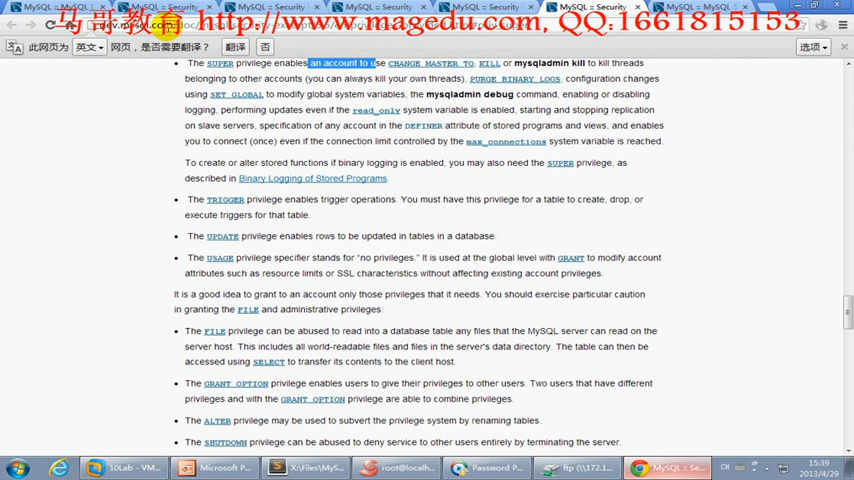 MySQL :: Security
MySQL :: Security
MySQL :: Security
MySQL :: Security
MySQL :: Security
马哥教育 http://www.magedu.com, QQ:1661815153
此网页为 英文 网页，是否需要翻译？ 翻译 否 选项
• The SUPER privilege enables an account to use CHANGE MASTER TO, KILL or mysqladmin kill to kill threads
belonging to other accounts (you can always kill your own threads), PURGE BINARY LOGS, configuration changes
using SET GLOBAL to modify global system variables, the mysqladmin debug command, enabling or disabling
logging, performing updates even if the read_only system variable is enabled, starting and stopping replication
on slave servers, specification of any account in the DEFINER attribute of stored programs and views, and enables
you to connect (once) even if the connection limit controlled by the max_connections system variable is reached.
To create or alter stored functions if binary logging is enabled, you may also need the SUPER privilege, as
described in Binary Logging of Stored Programs.
• The TRIGGER privilege enables trigger operations. You must have this privilege for a table to create, drop, or
execute triggers for that table.
• The UPDATE privilege enables rows to be updated in tables in a database.
• The USAGE privilege specifier stands for “no privileges.” It is used at the global level with GRANT to modify account
attributes such as resource limits or SSL characteristics without affecting existing account privileges.
It is a good idea to grant to an account only those privileges that it needs. You should exercise particular caution
in granting the FILE and administrative privileges:
• The FILE privilege can be abused to read into a database table any files that the MySQL server can read on the
server host. This includes all world-readable files and files in the server's data directory. The table can then be
accessed using SELECT to transfer its contents to the client host.
• The GRANT OPTION privilege enables users to give their privileges to other users. Two users that have different
privileges and with the GRANT OPTION privilege are able to combine privileges.
• The ALTER privilege may be used to subvert the privilege system by renaming tables.
• The SHUTDOWN privilege can be abused to deny service to other users entirely by terminating the server.
10Lab - VM... Microsoft P... X:\Files\MyS... root@localh... Password P... ftp (\\172.1... MySQL :: Se... CH 15:39
2013/4/29